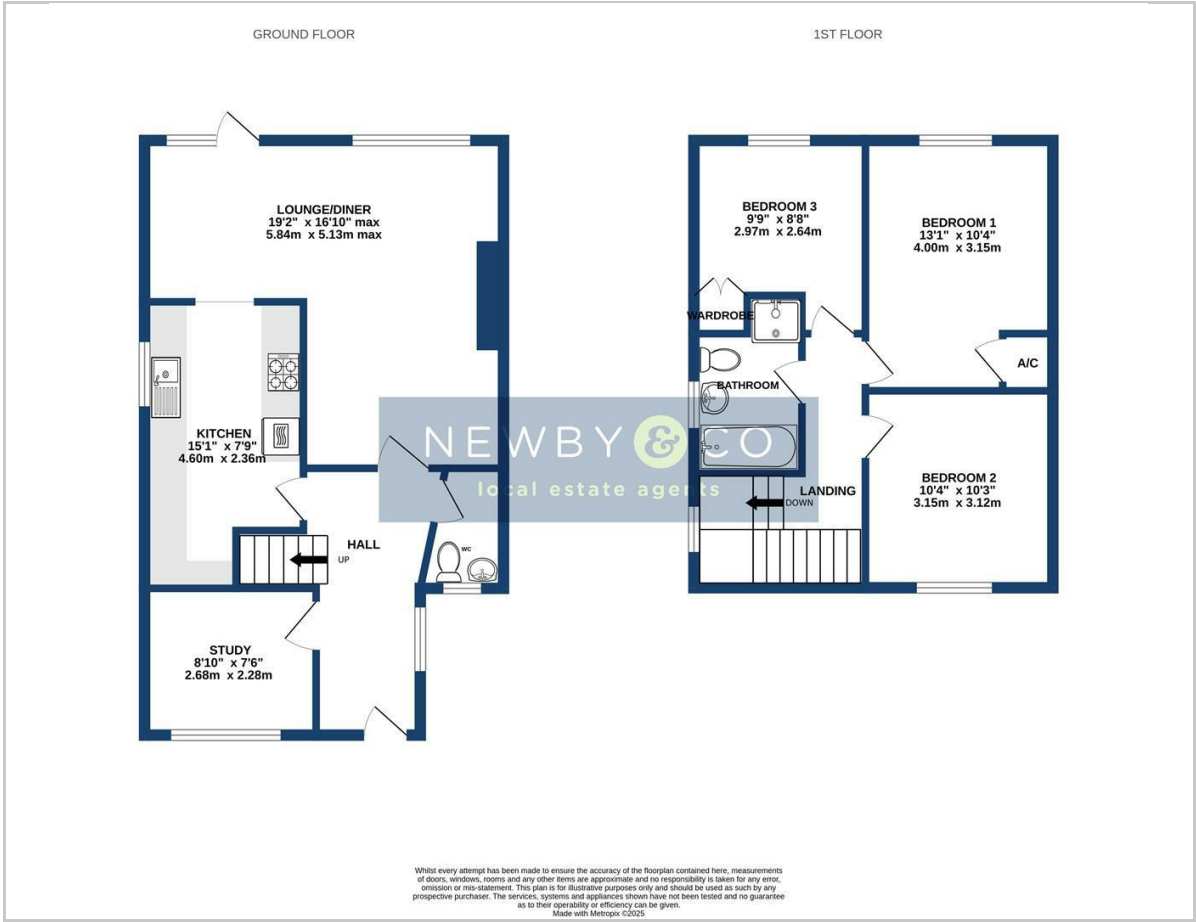 GROUND FLOOR
1ST FLOOR
LOUNGE/DINER
19'2" x 16'10" max
5.84m x 5.13m max
BEDROOM 3
9'9" x 8'8"
2.97m x 2.64m
BEDROOM 1
13'1" x 10'4"
4.00m x 3.15m
WARDROBE
A/C
BATHROOM
KITCHEN
15'1" x 7'9"
4.60m x 2.36m
NEWBY & CO
local estate agents
BEDROOM 2
10'4" x 10'3"
3.15m x 3.12m
LANDING
DOWN
HALL
UP
WC
STUDY
8'10" x 7'6"
2.68m x 2.28m
Whilst every attempt has been made to ensure the accuracy of the floorplan contained here, measurements
of doors, windows, rooms and any other items are approximate and no responsibility is taken for any error,
omission or mis-statement. This plan is for illustrative purposes only and should be used as such by any
prospective purchaser. The services, systems and appliances shown have not been tested and no guarantee
as to their operability or efficiency can be given.
Made with Metropix ©2025